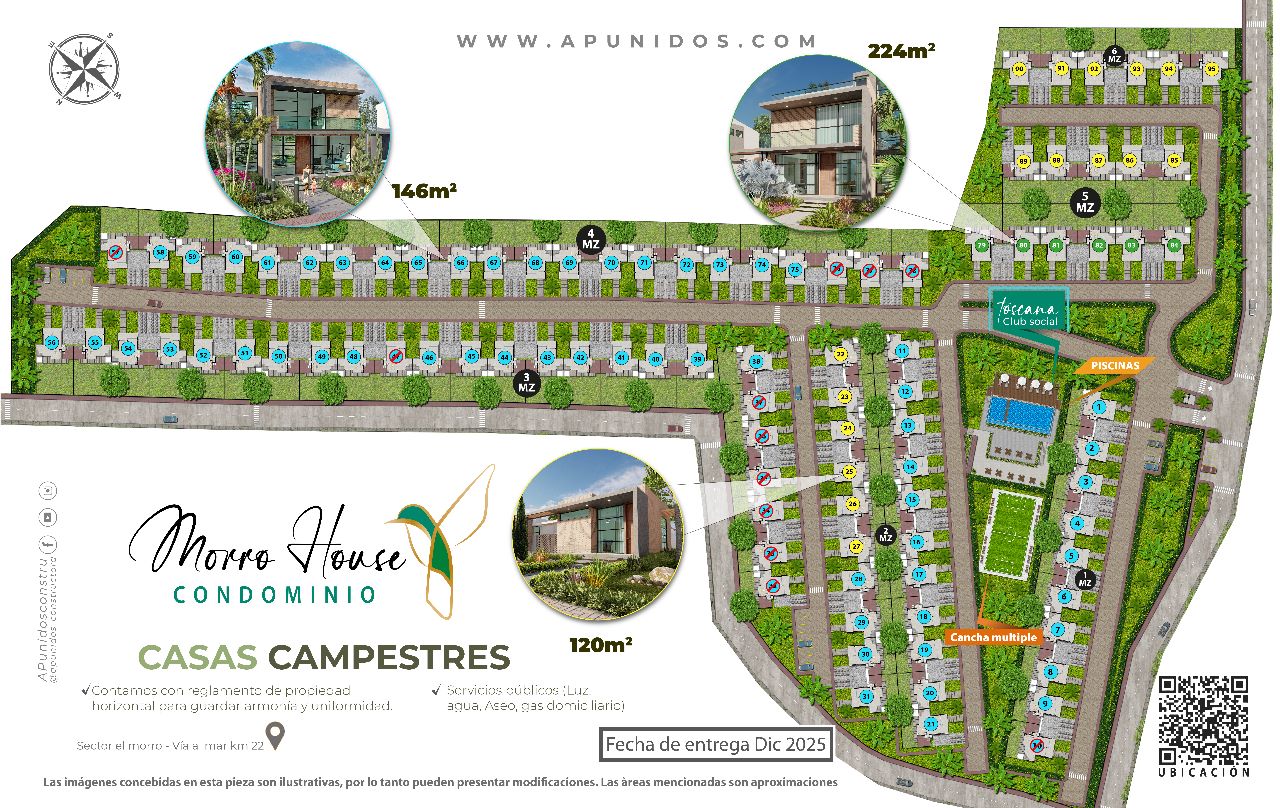 WWW.APUNIDOS.COM
224m²
146m²
6
MZ
90 91 92 93 94 95
89 88 87 86 85
5
MZ
79 80 81 82 83 84
4
MZ
58 59 60 61 62 63 64 65 66 67 68 69 70 71 72 73 74 75
toscana
Club social
PISCINAS
56 55 54 53 52 51 50 49 48 46 45 44 43 42 41 40 39
3
MZ
38
22 23 24 25 26 27 28 29 30 31
11 12 13 14 15 16 17 18 19 20 21
2
MZ
1 2 3 4 5 6 7 8 9
1
MZ
Cancha multiple
Morro House
CONDOMINIO
120m²
CASAS CAMPESTRES
✓Contamos con reglamento de propiedad
horizontal para guardar armonía y uniformidad.
✓ Servicios públicos (Luz,
agua, Aseo, gas domiciliario)
Sector el morro - Vía al mar km 22
APunidosconstru
@apunidos constructora
Fecha de entrega Dic 2025
UBICACIÓN
Las imágenes concebidas en esta pieza son ilustrativas, por lo tanto pueden presentar modificaciones. Las àreas mencionadas son aproximaciones